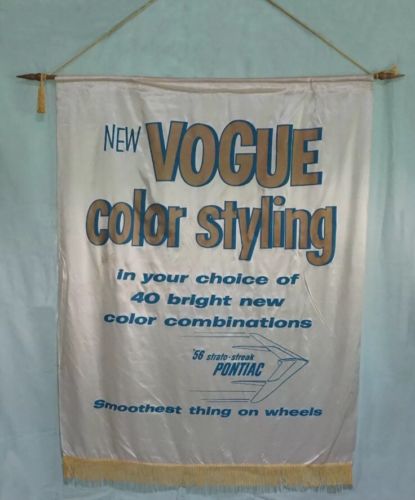 NEW VOGUE
color styling
in your choice of
40 bright new
color combinations
'56 strato-streak
PONTIAC
Smoothest thing on wheels